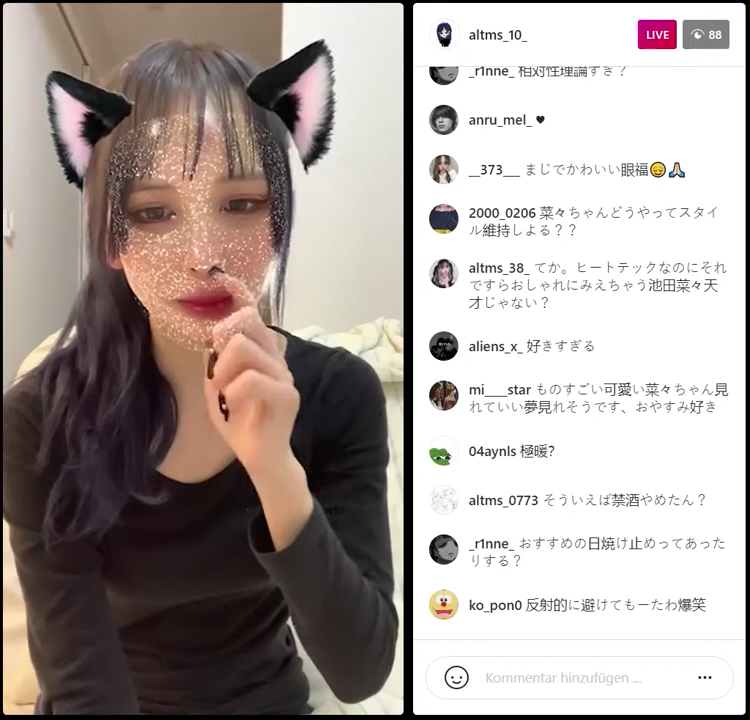 altms_10_
LIVE
88
_r1nne_ 相対性理論すき？
anru_mel_ ♥
__373___ まじでかわいい眼福😌🙏🏻
2000_0206 菜々ちゃんどうやってスタイ
ル維持しよる？？
altms_38_ てか。ヒートテックなのにそれ
ですらおしゃれにみえちゃう池田菜々天
才じゃない？
aliens_x_ 好きすぎる
mi____star ものすごい可愛い菜々ちゃん見
れていい夢見れそうです、おやすみ好き
04aynls 極暖?
altms_0773 そういえば禁酒やめたん？
_r1nne_ おすすめの日焼け止めってあった
りする？
ko_pon0 反射的に避けてもーたわ爆笑
Kommentar hinzufügen ...